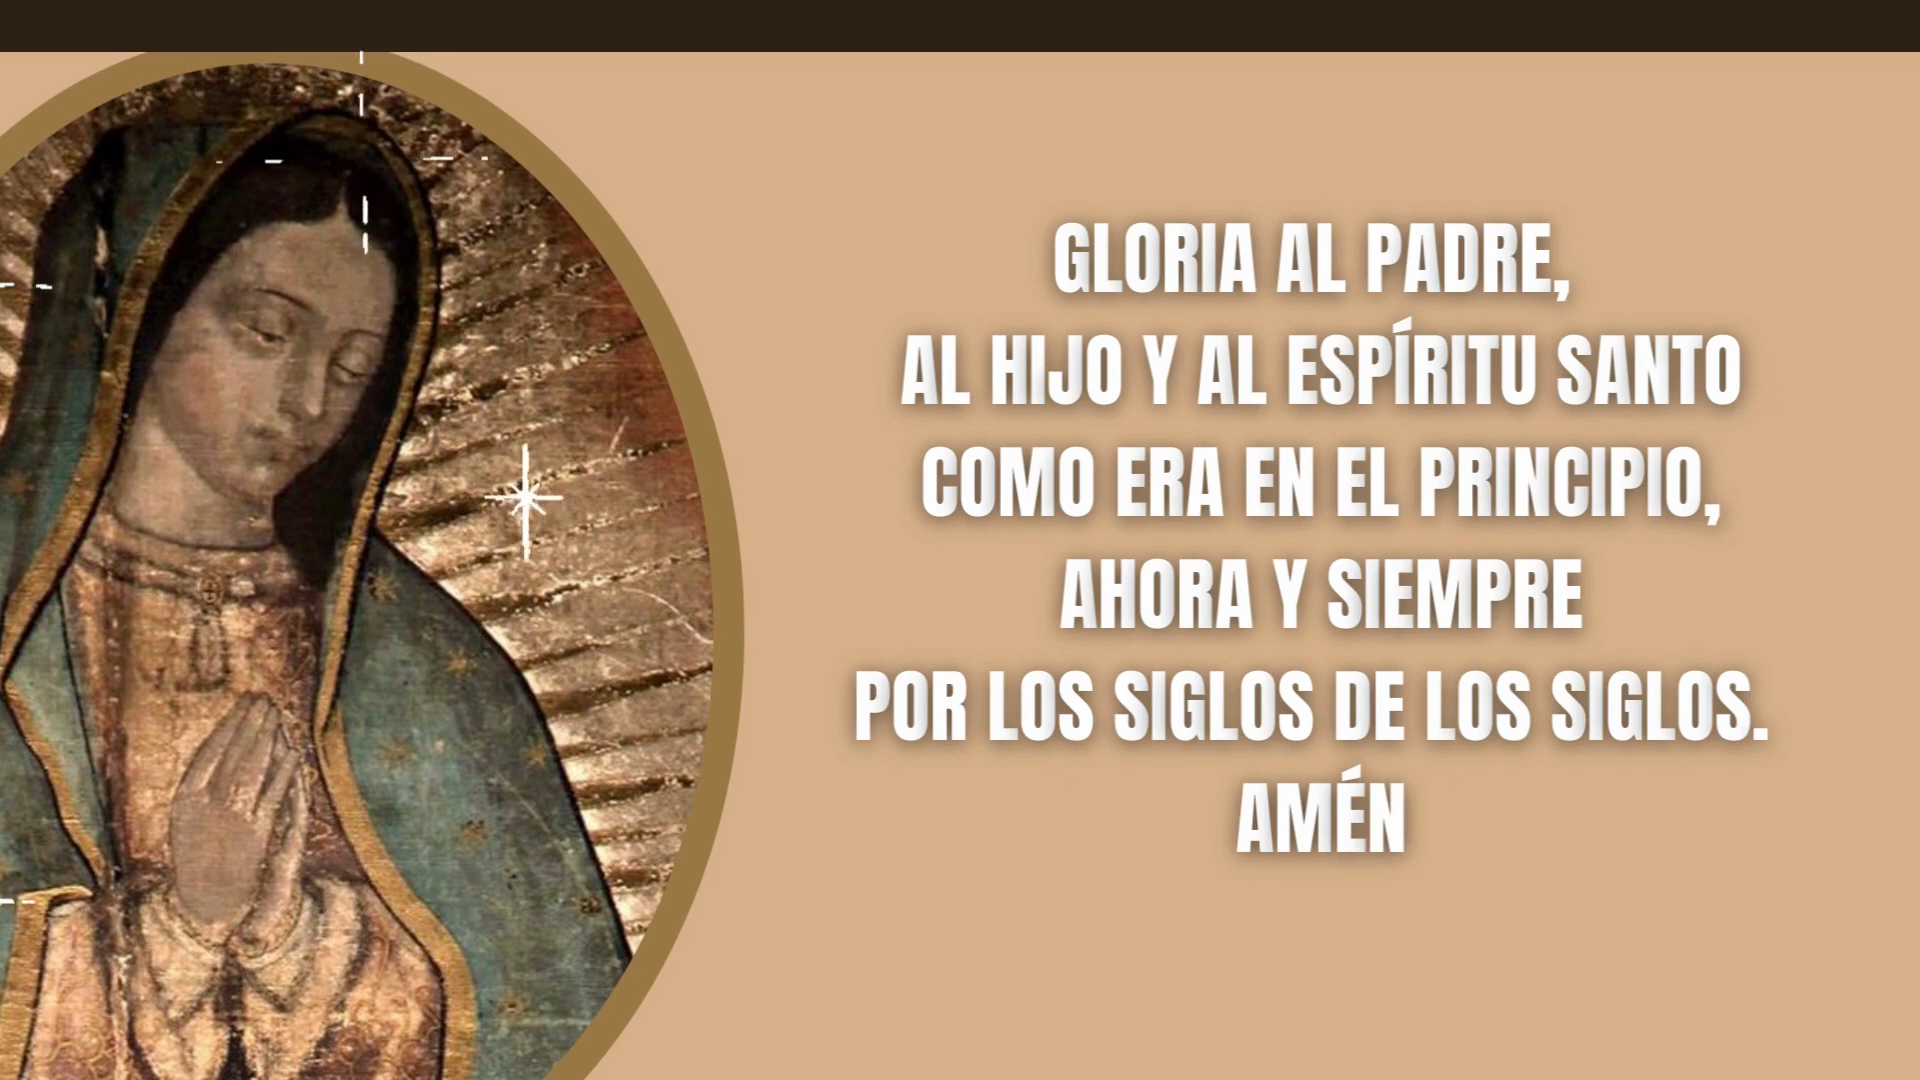 GLORIA AL PADRE,
AL HIJO Y AL ESPÍRITU SANTO
COMO ERA EN EL PRINCIPIO,
AHORA Y SIEMPRE
POR LOS SIGLOS DE LOS SIGLOS.
AMÉN